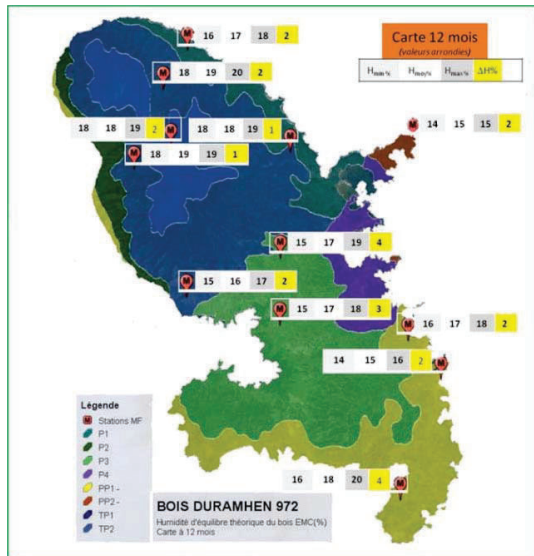 Carte 12 mois
(valeurs arrondies)
Hmin% Hmoy% Hmax% ΔH%
M 16 17 18 2
M 18 19 20 2
M 14 15 15 2
18 18 19 2 M 18 18 19 1 M
M 18 19 19 1
M 15 17 19 4
M 15 16 17 2
M 15 17 18 3
M 16 17 18 2
14 15 16 2 M
16 18 20 4 M
Légende
M Stations MF
P1
P2
P3
P4
PP1 -
PP2 -
TP1
TP2
BOIS DURAMHEN 972
Humidité d'équilibre théorique du bois EMC(%)
Carte à 12 mois